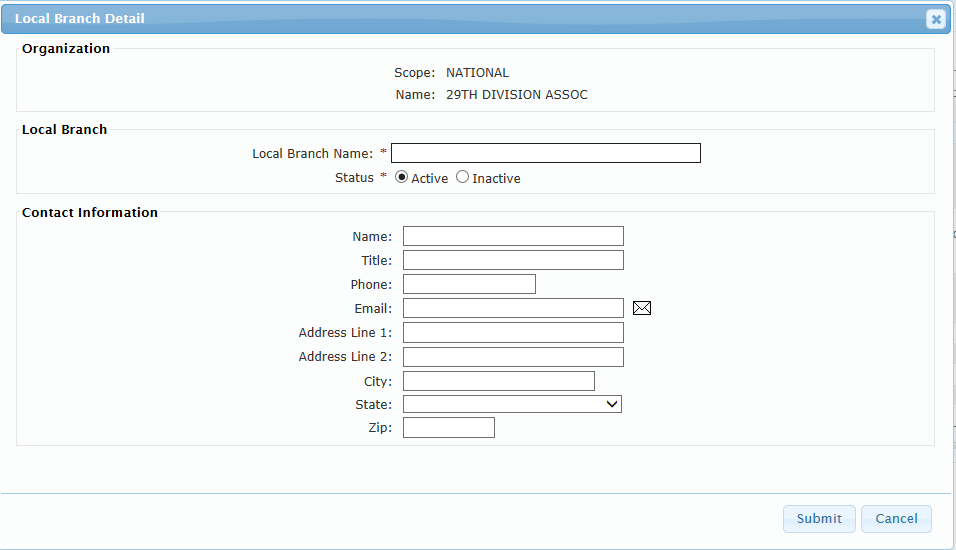 Local Branch Detail
Organization
Scope: NATIONAL
Name: 29TH DIVISION ASSOC
Local Branch
Local Branch Name: *
Status * Active Inactive
Contact Information
Name:
Title:
Phone:
Email:
Address Line 1:
Address Line 2:
City:
State:
Zip:
Submit Cancel